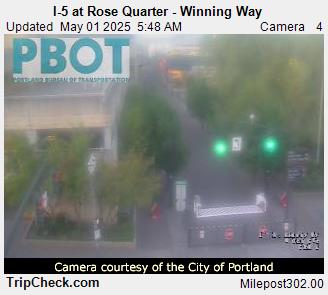 I-5 at Rose Quarter - Winning Way
Updated May 01 2025 5:48 AM Camera 4
PBOT
PORTLAND BUREAU OF TRANSPORTATION
Camera courtesy of the City of Portland
TripCheck.com Milepost302.00